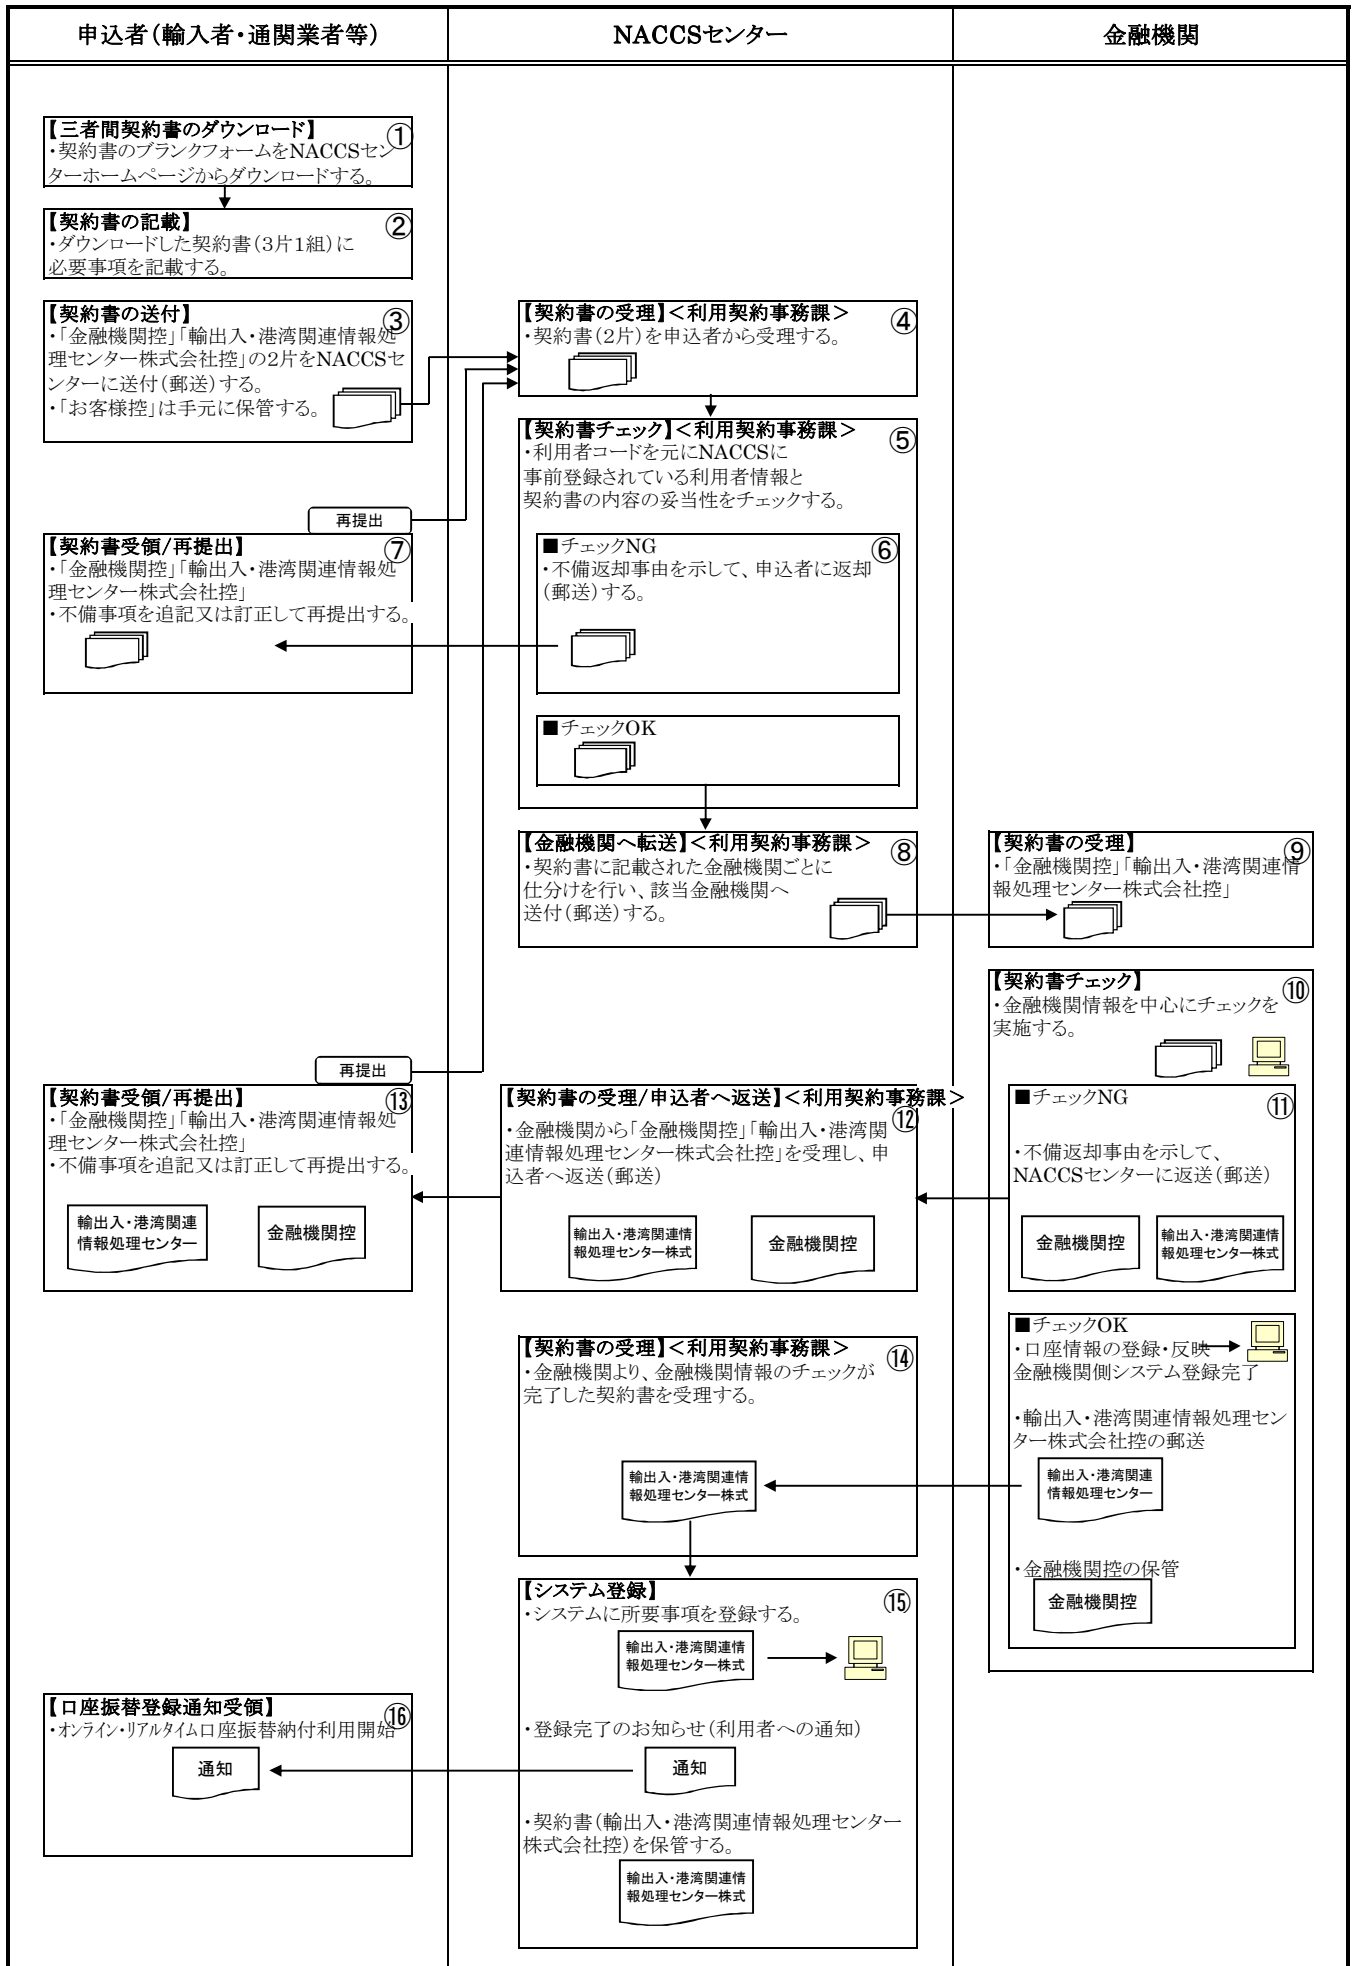 申込者（輸入者・通関業者等）
NACCSセンター
金融機関
【三者間契約書のダウンロード】
①
・契約書のブランクフォームをNACCSセン
ターホームページからダウンロードする。
【契約書の記載】
②
・ダウンロードした契約書（3片1組）に
必要事項を記載する。
【契約書の送付】
③
・「金融機関控」「輸出入・港湾関連情報処
理センター株式会社控」の2片をNACCSセ
ンターに送付（郵送）する。
・「お客様控」は手元に保管する。
【契約書の受理】＜利用契約事務課＞
④
・契約書（2片）を申込者から受理する。
【契約書チェック】＜利用契約事務課＞
⑤
・利用者コードを元にNACCSに
事前登録されている利用者情報と
契約書の内容の妥当性をチェックする。
再提出
【契約書受領/再提出】
⑦
・「金融機関控」「輸出入・港湾関連情報処
理センター株式会社控」
・不備事項を追記又は訂正して再提出する。
■チェックNG
⑥
・不備返却事由を示して、申込者に返却
（郵送）する。
■チェックOK
【金融機関へ転送】＜利用契約事務課＞
⑧
・契約書に記載された金融機関ごとに
仕分けを行い、該当金融機関へ
送付（郵送）する。
【契約書の受理】
⑨
・「金融機関控」「輸出入・港湾関連情
報処理センター株式会社控」
【契約書チェック】
⑩
・金融機関情報を中心にチェックを
実施する。
再提出
【契約書受領/再提出】
⑬
・「金融機関控」「輸出入・港湾関連情報処
理センター株式会社控」
・不備事項を追記又は訂正して再提出する。
輸出入・港湾関連
情報処理センター
金融機関控
【契約書の受理/申込者へ返送】＜利用契約事務課＞
⑫
・金融機関から「金融機関控」「輸出入・港湾関
連情報処理センター株式会社控」を受理し、申
込者へ返送（郵送）
輸出入・港湾関連情
報処理センター株式
金融機関控
■チェックNG
⑪
・不備返却事由を示して、
NACCSセンターに返送（郵送）
金融機関控
輸出入・港湾関連情
報処理センター株式
■チェックOK
・口座情報の登録・反映
金融機関側システム登録完了
・輸出入・港湾関連情報処理セン
ター株式会社控の郵送
輸出入・港湾関連
情報処理センター
・金融機関控の保管
金融機関控
【契約書の受理】＜利用契約事務課＞
⑭
・金融機関より、金融機関情報のチェックが
完了した契約書を受理する。
輸出入・港湾関連情
報処理センター株式
【システム登録】
⑮
・システムに所要事項を登録する。
輸出入・港湾関連情
報処理センター株式
・登録完了のお知らせ（利用者への通知）
通知
・契約書（輸出入・港湾関連情報処理センター
株式会社控）を保管する。
輸出入・港湾関連情
報処理センター株式
【口座振替登録通知受領】
⑯
・オンライン・リアルタイム口座振替納付利用開始
通知